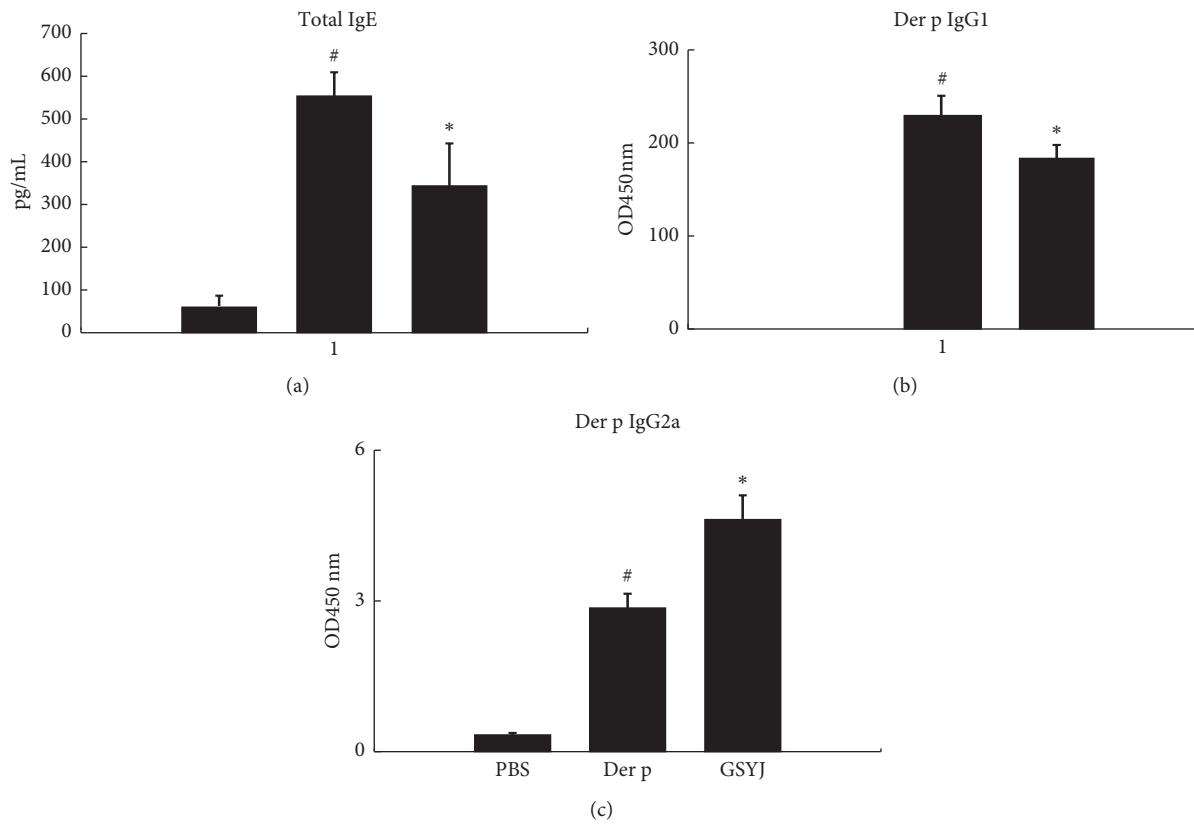 Total IgE
700
600
500
400
300
200
100
0
pg/mL
#
*
1
(a)
Der p IgG1
300
200
100
0
OD450 nm
#
*
1
(b)
Der p IgG2a
6
3
0
OD450 nm
#
*
PBS Der p GSYJ
(c)